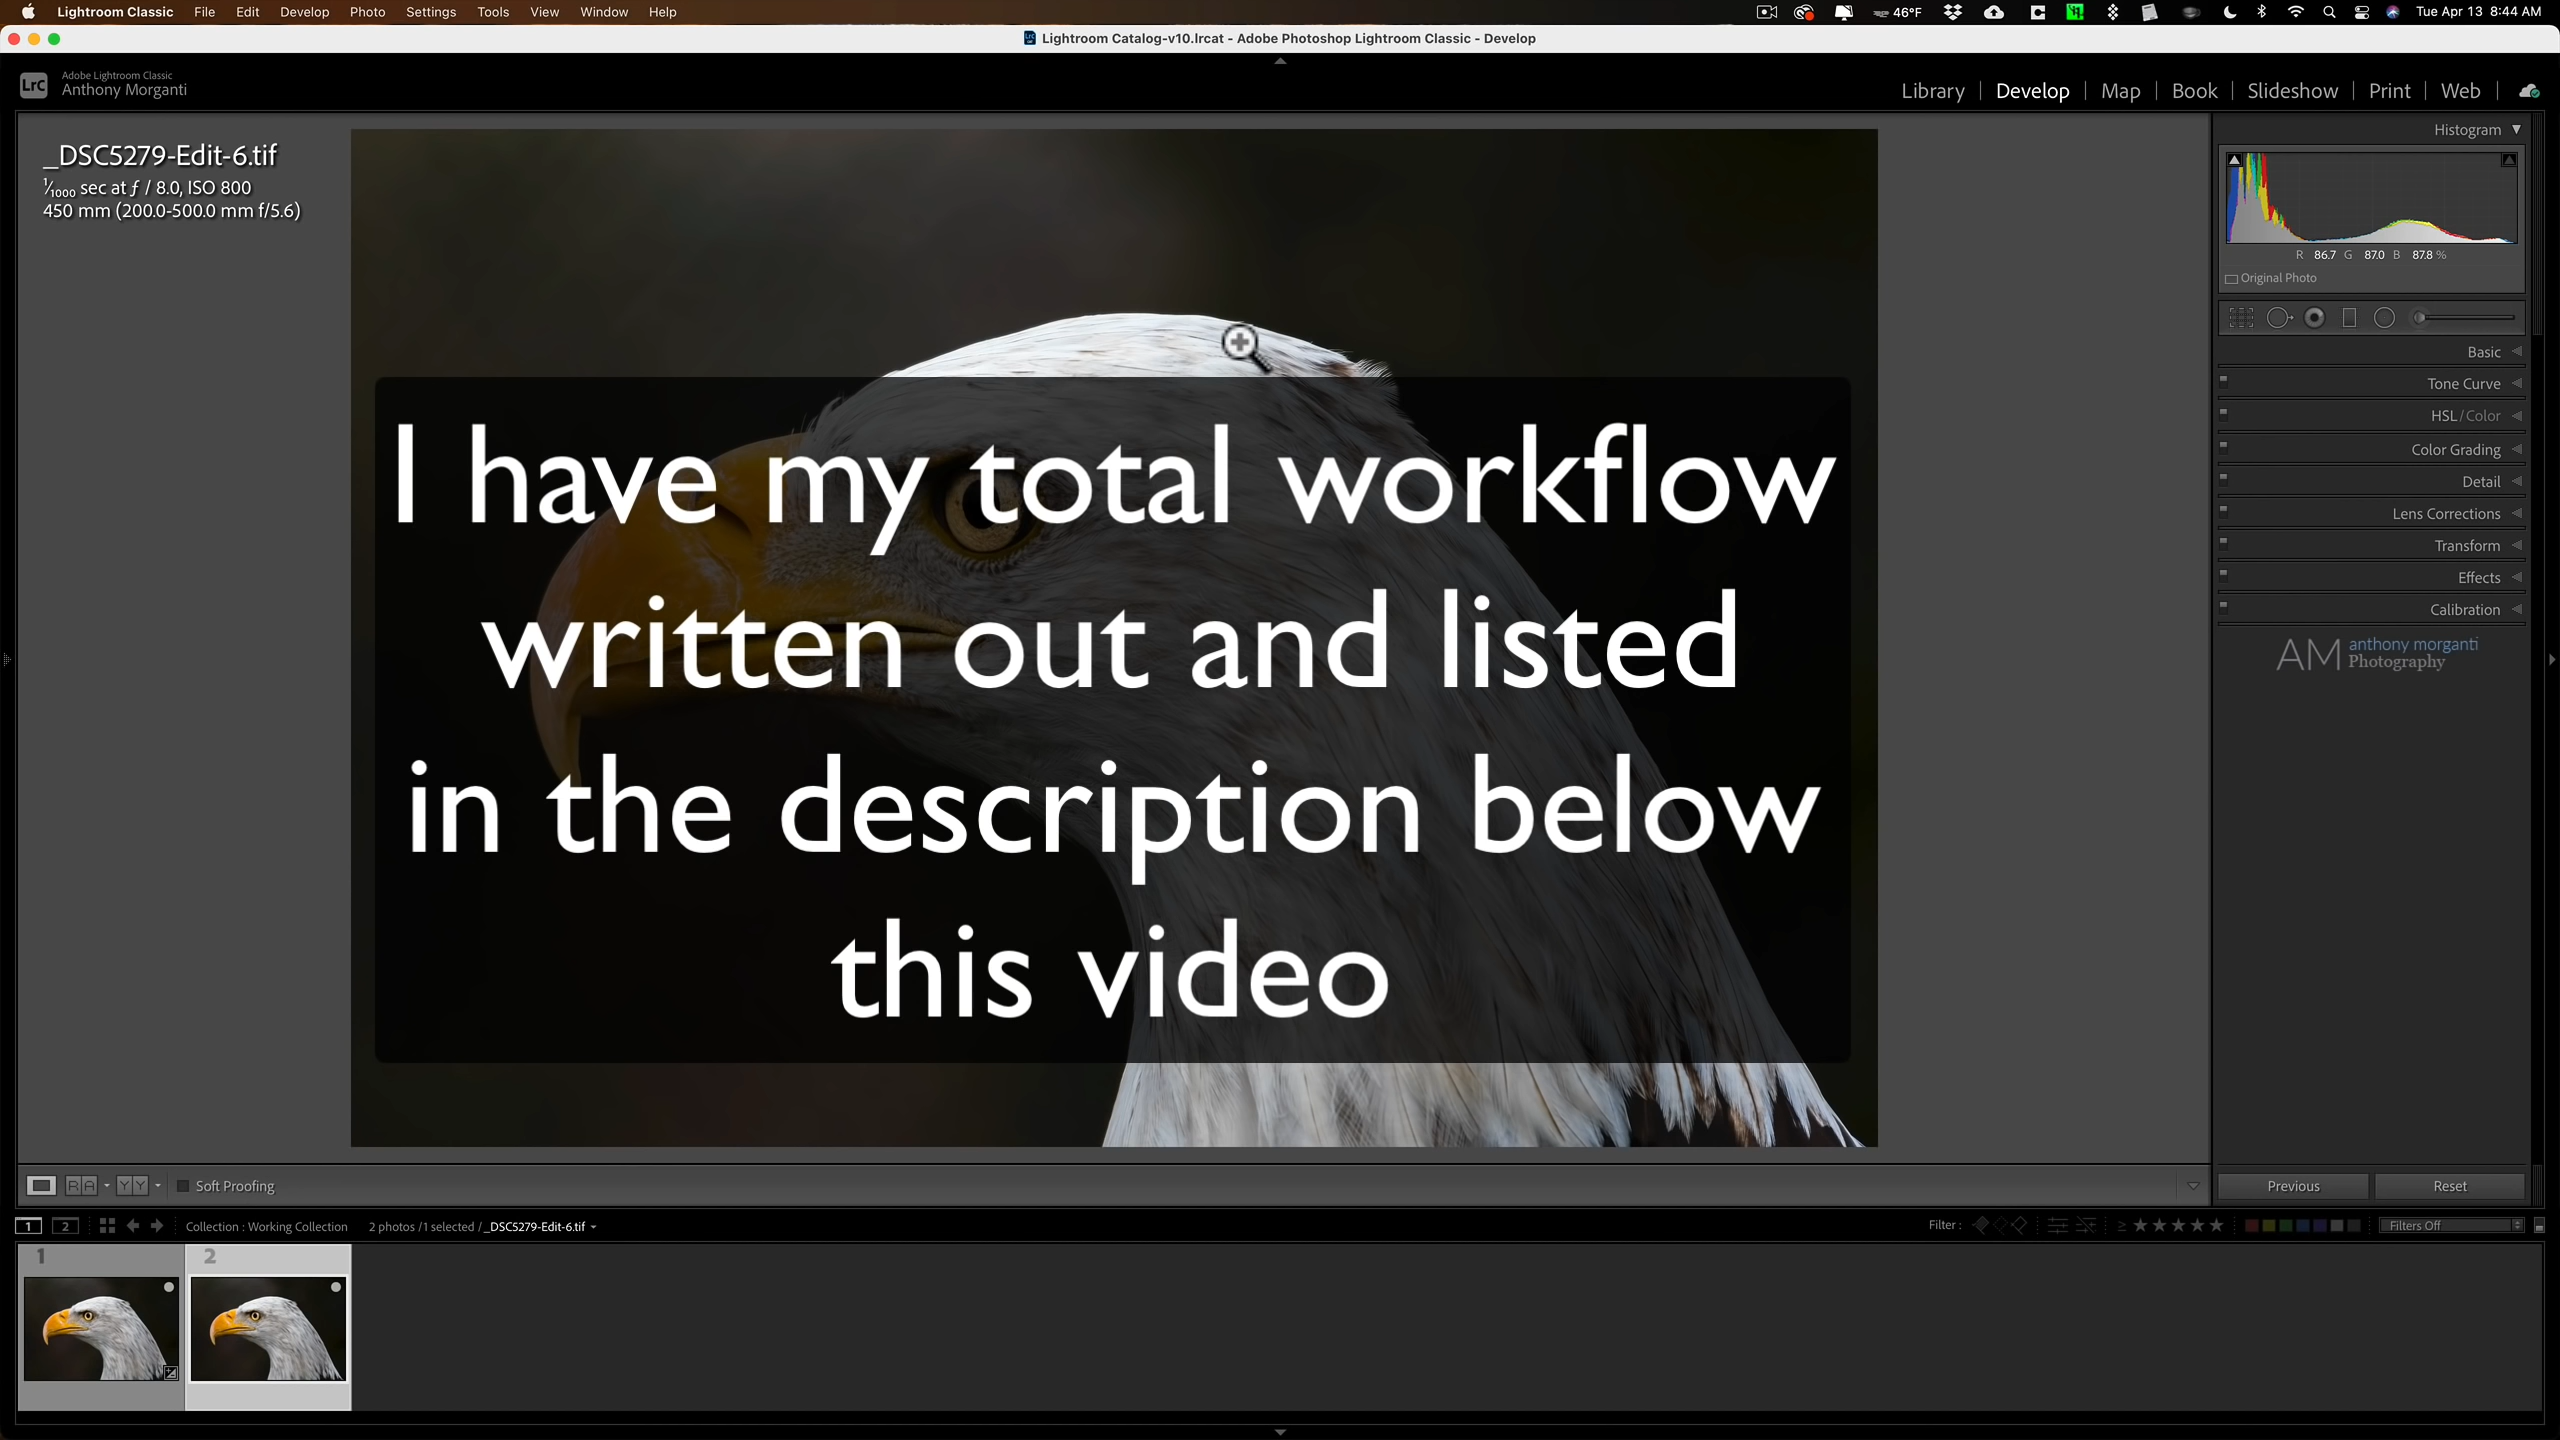 Lightroom Classic File Edit Develop Photo Settings Tools View Window Help 46°F Tue Apr 13 8:44 AM
Lightroom Catalog-v10.lrcat - Adobe Photoshop Lightroom Classic - Develop
LrC
Adobe Lightroom Classic
Anthony Morganti
Library | Develop | Map | Book | Slideshow | Print | Web |
_DSC5279-Edit-6.tif
1/1000 sec at ƒ / 8.0, ISO 800
450 mm (200.0-500.0 mm f/5.6)
Histogram
R 86.7 G 87.0 B 87.8 %
Original Photo
Basic
Tone Curve
HSL / Color
Color Grading
Detail
Lens Corrections
Transform
Effects
Calibration
AM anthony morganti
Photography
I have my total workflow
written out and listed
in the description below
this video
Previous Reset
R A Y Y Soft Proofing
1 2 Collection : Working Collection 2 photos / 1 selected / _DSC5279-Edit-6.tif Filter : ≥ ★ ★ ★ ★ ★ Filters Off
1 2